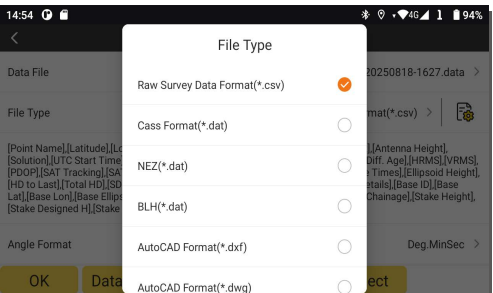 14:54 4G 1 94%
File Type
Data File 20250818-1627.data
Raw Survey Data Format(*.csv)
File Type mat(*.csv)
Cass Format(*.dat)
[Point Name],[Latitude],[Lo ],[Antenna Height],
[Solution],[UTC Start Time Diff. Age],[HRMS],[VRMS],
NEZ(*.dat)
[PDOP],[SAT Tracking],[SA Times],[Ellipsoid Height],
[HD to Last],[Total HD],[SD etails],[Base ID],[Base
Lat],[Base Lon],[Base Ellips Chainage],[Stake Height],
BLH(*.dat)
[Stake Designed H],[Stake
Angle Format Deg.MinSec
AutoCAD Format(*.dxf)
OK Data ect
AutoCAD Format(*.dwg)